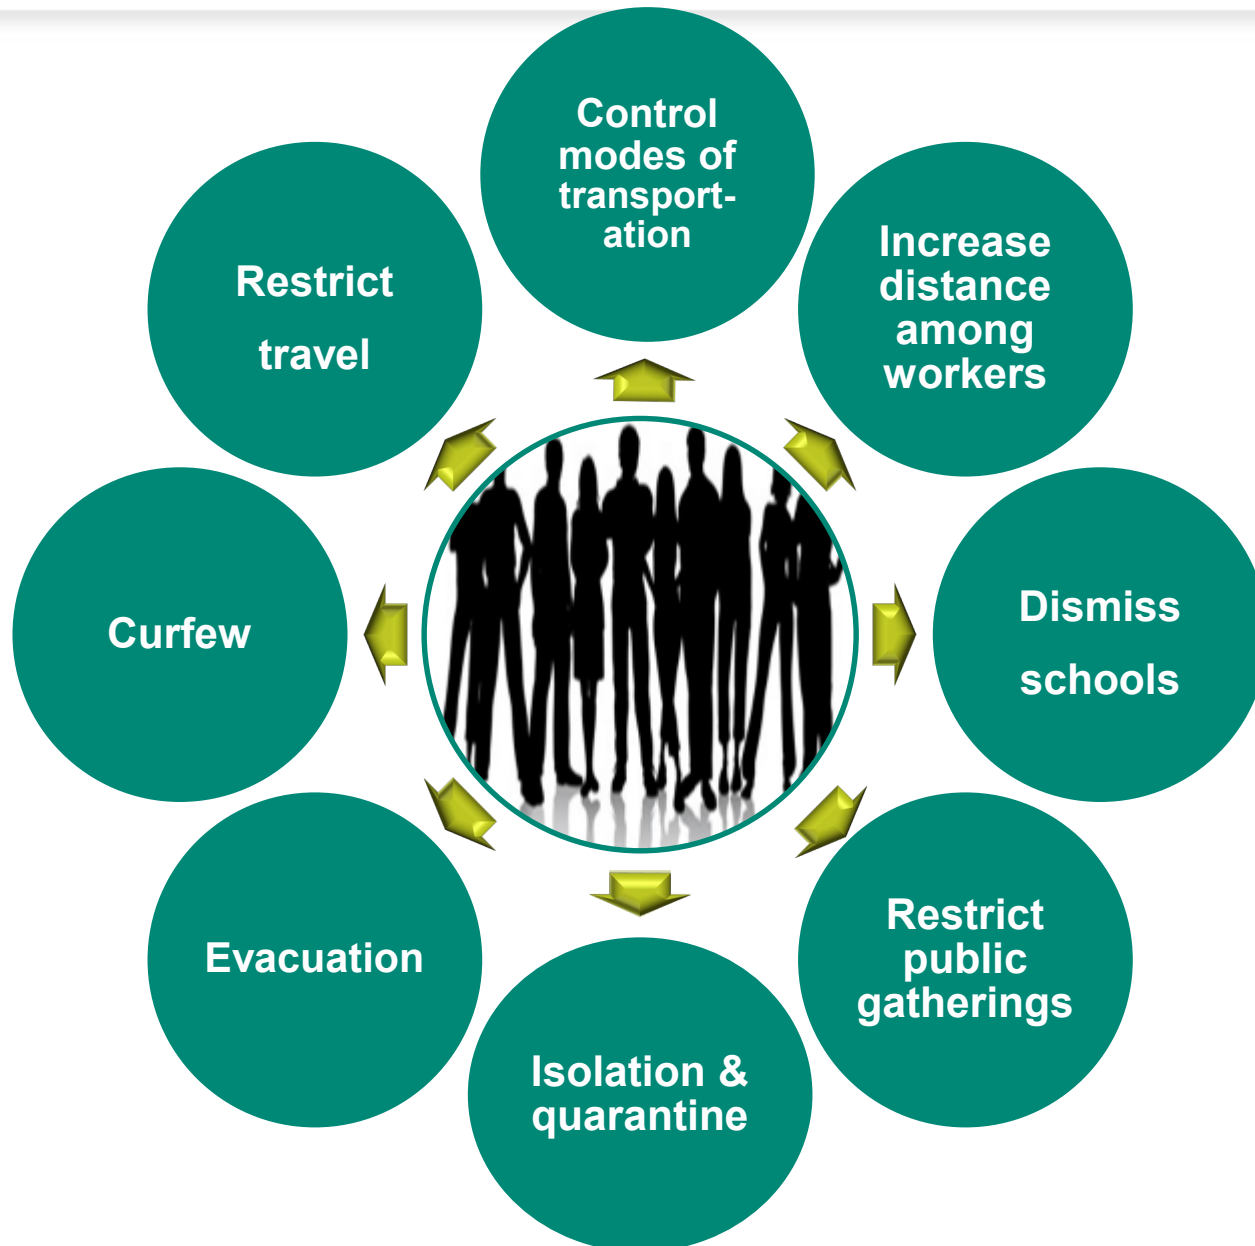 Control
modes of
transport-
ation
Increase
distance
among
workers
Dismiss
schools
Restrict
public
gatherings
Isolation &
quarantine
Evacuation
Curfew
Restrict
travel